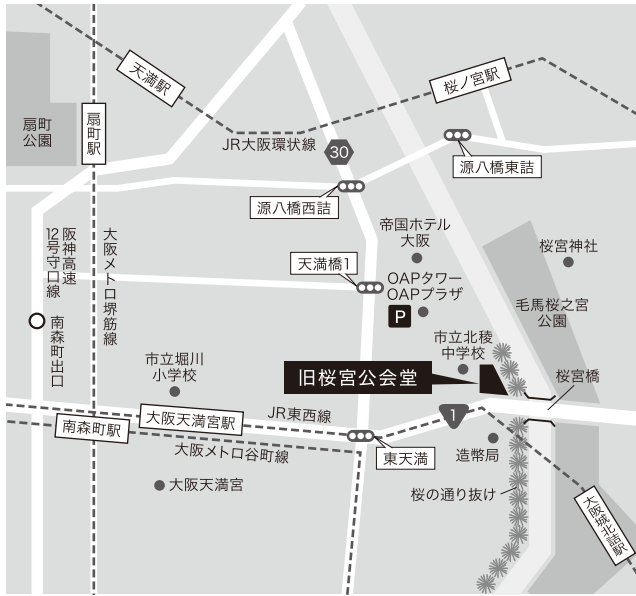 天満駅
桜ノ宮駅
扇町
公園
扇町駅
JR大阪環状線
30
源八橋東詰
源八橋西詰
帝国ホテル
大阪
桜宮神社
阪神高速
12号守口線
大阪メトロ堺筋線
天満橋1
OAPタワー
OAPプラザ
P
毛馬桜之宮
公園
南森町出口
市立北稜
中学校
市立堀川
小学校
旧桜宮公会堂
桜宮橋
JR東西線
大阪天満宮駅
1
南森町駅
大阪メトロ谷町線
東天満
造幣局
大阪天満宮
桜の通り抜け
大阪城北詰駅